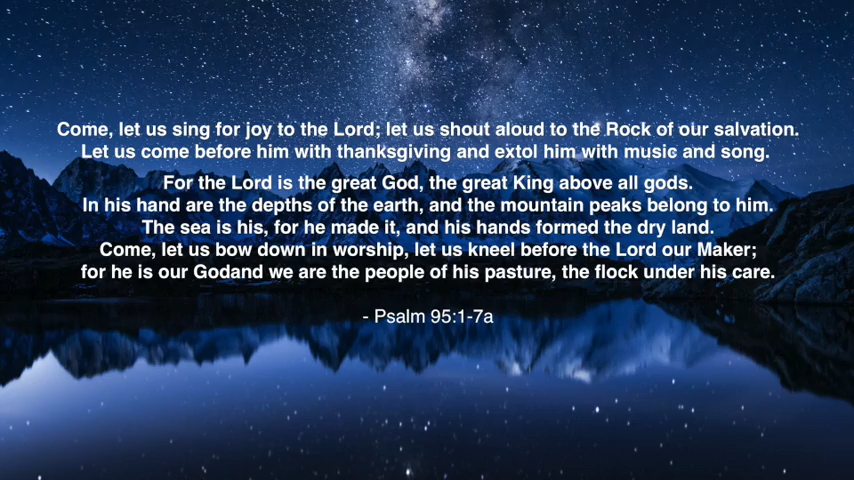 Come, let us sing for joy to the Lord; let us shout aloud to the Rock of our salvation.
Let us come before him with thanksgiving and extol him with music and song.
For the Lord is the great God, the great King above all gods.
In his hand are the depths of the earth, and the mountain peaks belong to him.
The sea is his, for he made it, and his hands formed the dry land.
Come, let us bow down in worship, let us kneel before the Lord our Maker;
for he is our Godand we are the people of his pasture, the flock under his care.
- Psalm 95:1-7a